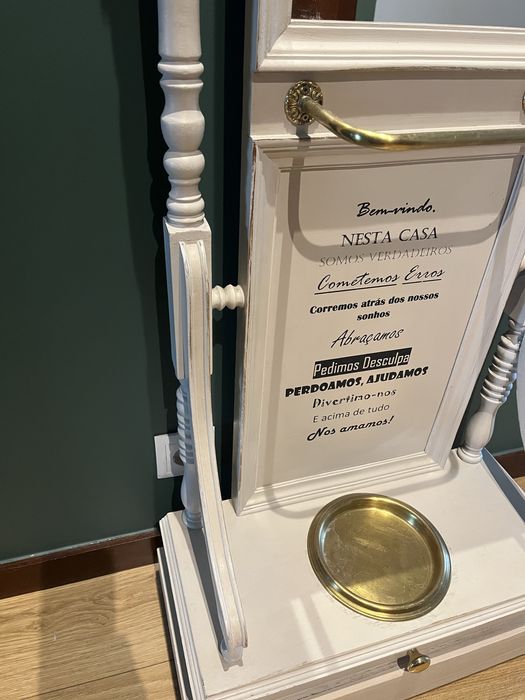 Bem-vindo.
NESTA CASA
SOMOS VERDADEIROS
Cometemos Erros
Corremos atrás dos nossos
sonhos
Abraçamos
Pedimos Desculpa
PERDOAMOS, AJUDAMOS
Divertimo-nos
E acima de tudo
Nos amamos!